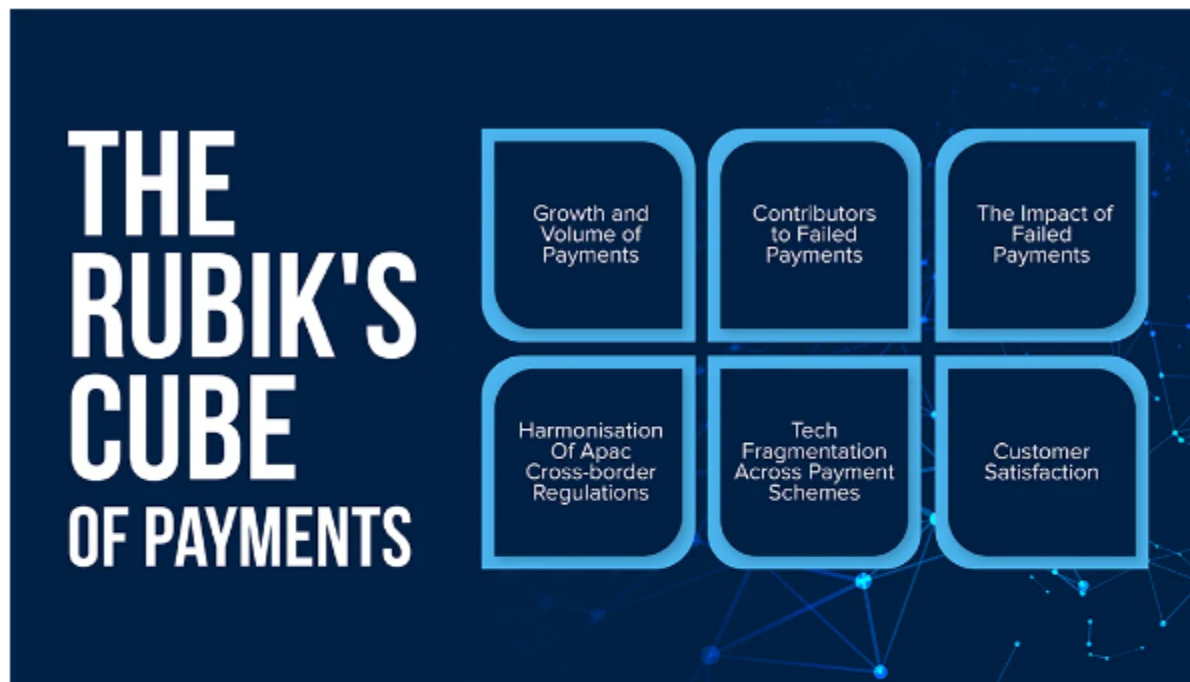 THE
RUBIK'S
CUBE
OF PAYMENTS
Growth and
Volume of
Payments
Contributors
to Failed
Payments
The Impact of
Failed
Payments
Harmonisation
Of Apac
Cross-border
Regulations
Tech
Fragmentation
Across Payment
Schemes
Customer
Satisfaction